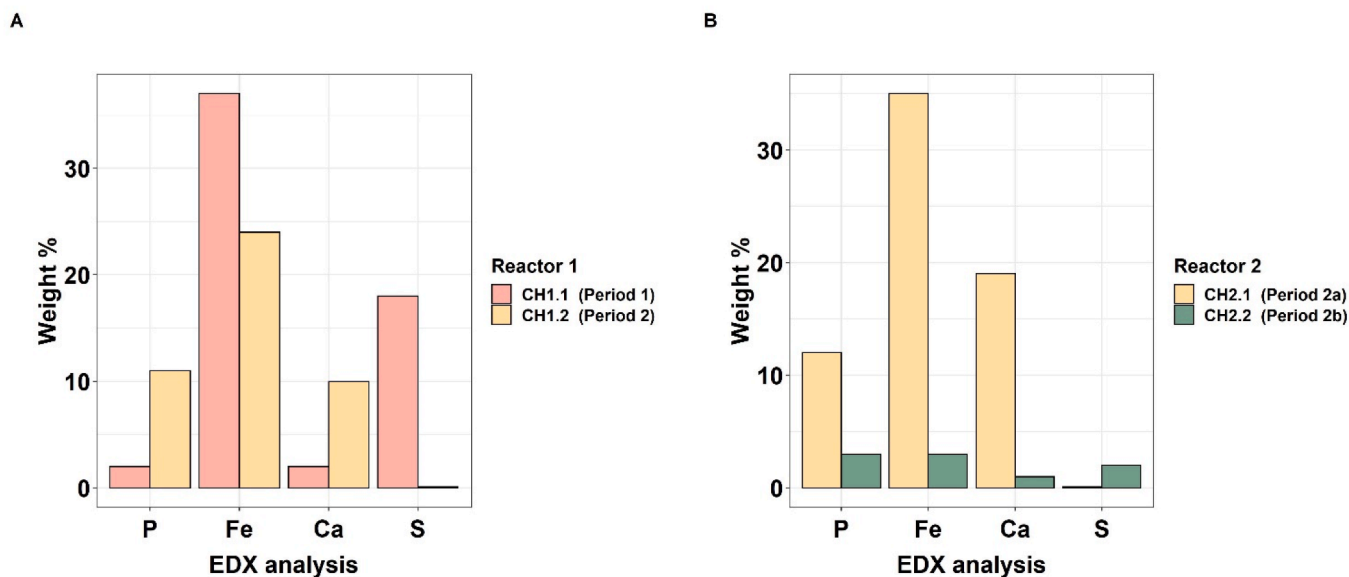 A
Weight %
30
20
10
0
P Fe Ca S
EDX analysis
Reactor 1
CH1.1 (Period 1)
CH1.2 (Period 2)
B
Weight %
30
20
10
0
P Fe Ca S
EDX analysis
Reactor 2
CH2.1 (Period 2a)
CH2.2 (Period 2b)